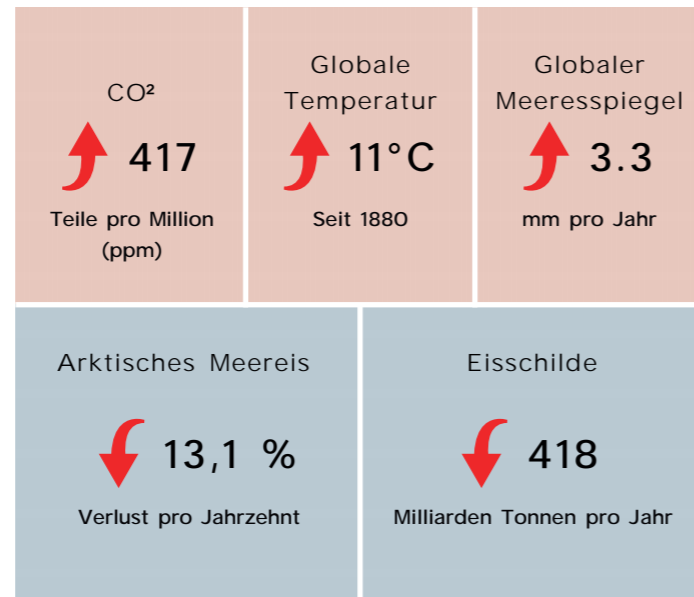 CO²
417
Teile pro Million
(ppm)
Globale
Temperatur
11°C
Seit 1880
Globaler
Meeresspiegel
3.3
mm pro Jahr
Arktisches Meereis
13,1 %
Verlust pro Jahrzehnt
Eisschilde
418
Milliarden Tonnen pro Jahr